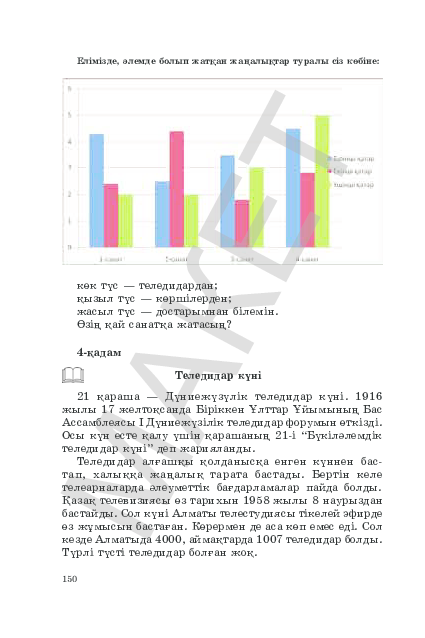 Елімізде, әлемде болып жатқан жаңалықтар туралы сіз көбіне:
6
5
4
3
2
1
0
1-санат
2-санат
3-санат
4-санат
Бірінші қатар
Екінші қатар
Үшінші қатар
көк түс — теледидардан;
қызыл түс — көршілерден;
жасыл түс — достарымнан білемін.
Өзің қай санатқа жатасың?
4-қадам
Теледидар күні
21 қараша — Дүниежүзүлік теледидар күні. 1916
жылы 17 желтоқсанда Біріккен Ұлттар Ұйымының Бас
Ассамблеясы І Дүниежүзілік теледидар форумын өткізді.
Осы күн есте қалу үшін қарашаның 21-і “Бүкіләлемдік
теледидар күні” деп жарияланды.
Теледидар алғашқы қолданысқа енген күннен бас-
тап, халыққа жаңалық тарата бастады. Бертін келе
телеарналарда әлеуметтік бағдарламалар пайда болды.
Қазақ телевизиясы өз тарихын 1958 жылы 8 наурыздан
бастайды. Сол күні Алматы телестудиясы тікелей эфирде
өз жұмысын бастаған. Көрермен де аса көп емес еді. Сол
кезде Алматыда 4000, аймақтарда 1007 теледидар болды.
Түрлі түсті теледидар болған жоқ.
150
МАКЕТ